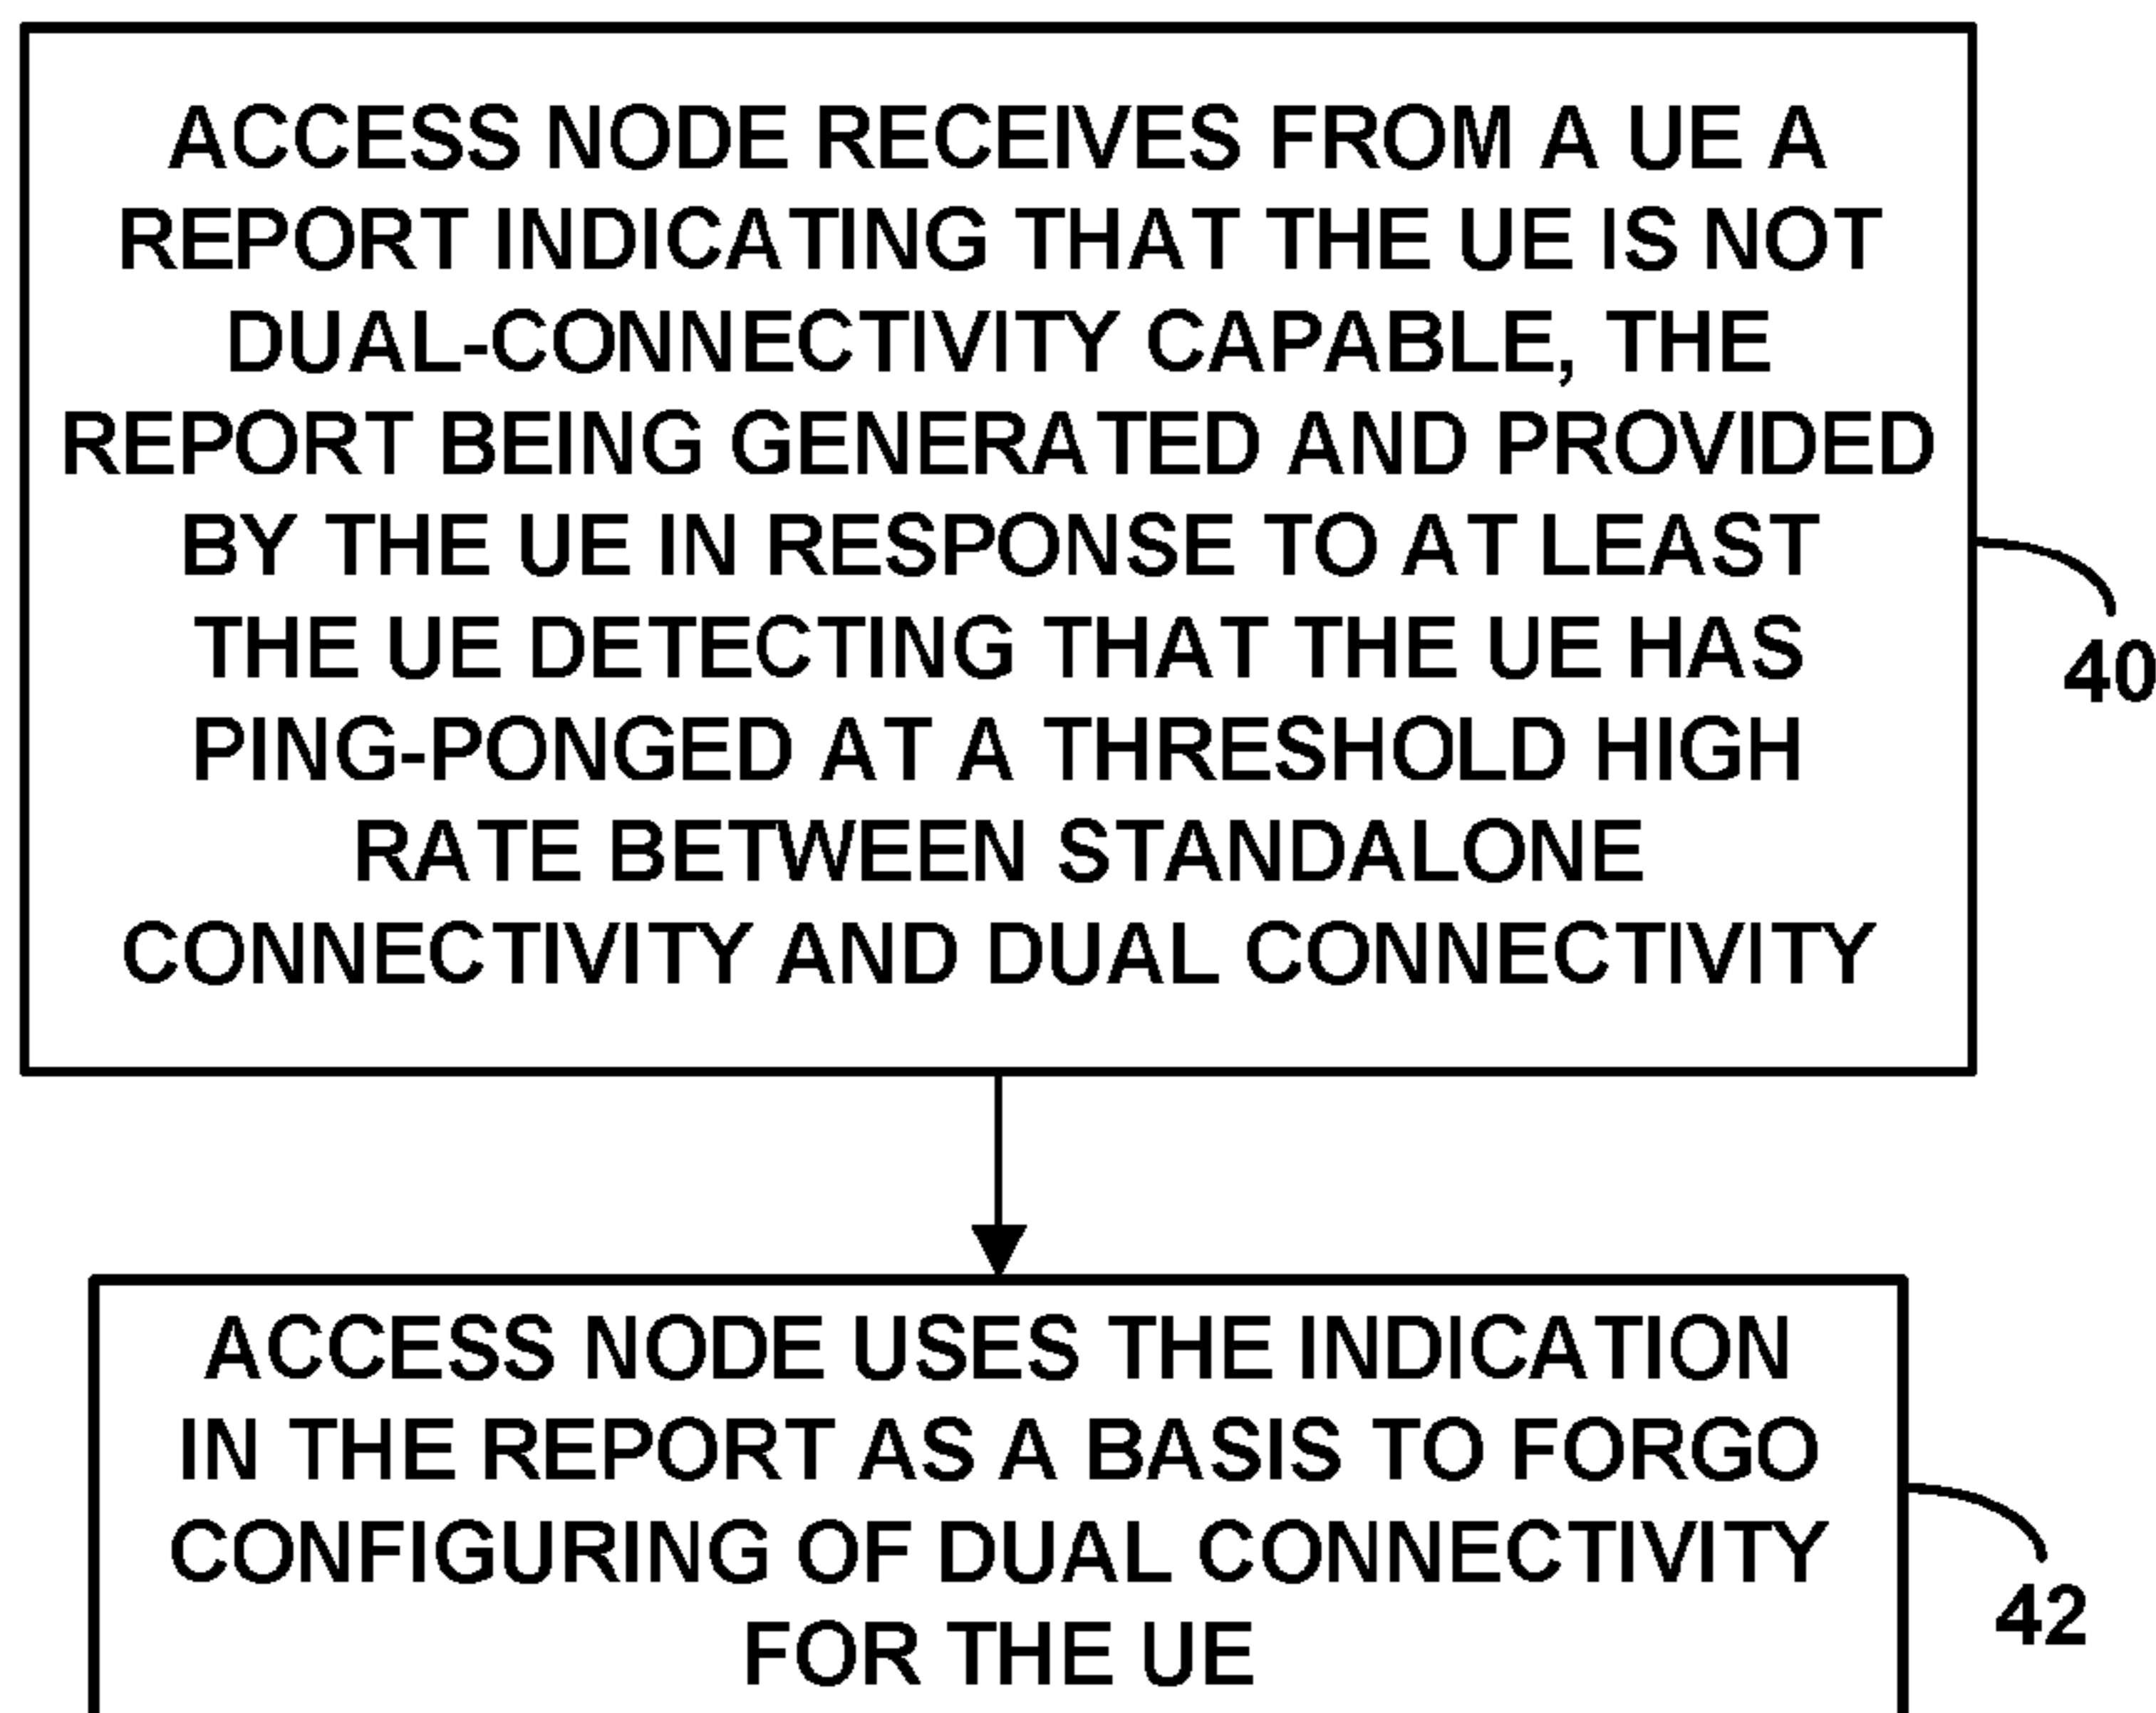 ACCESS NODE RECEIVES FROM A UE A
REPORT INDICATING THAT THE UE IS NOT
DUAL-CONNECTIVITY CAPABLE, THE
REPORT BEING GENERATED AND PROVIDED
BY THE UE IN RESPONSE TO AT LEAST
THE UE DETECTING THAT THE UE HAS
PING-PONGED AT A THRESHOLD HIGH
RATE BETWEEN STANDALONE
CONNECTIVITY AND DUAL CONNECTIVITY
40
ACCESS NODE USES THE INDICATION
IN THE REPORT AS A BASIS TO FORGO
CONFIGURING OF DUAL CONNECTIVITY
FOR THE UE
42